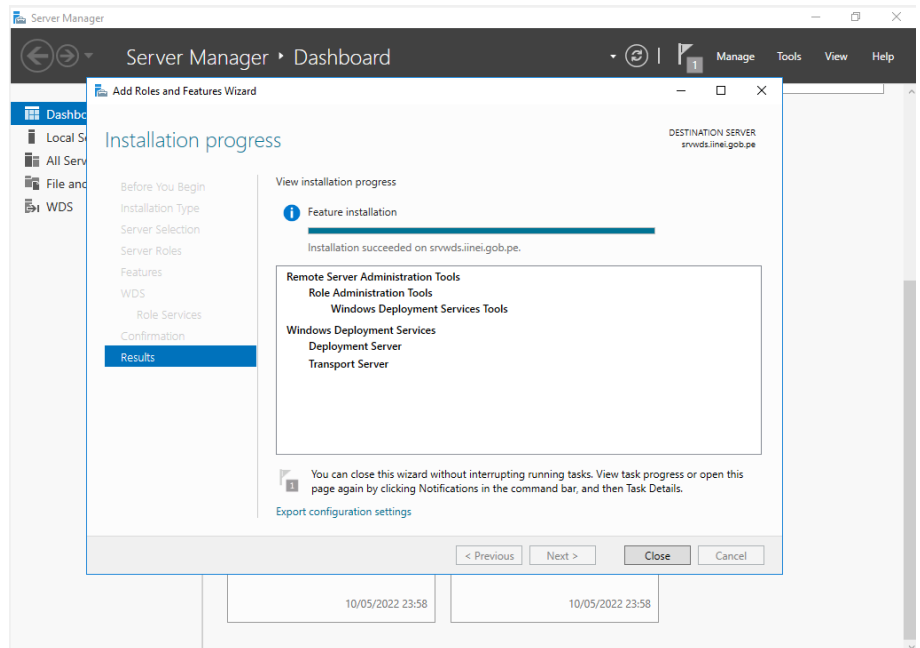 Server Manager
Server Manager • Dashboard
1
Manage Tools View Help
Add Roles and Features Wizard
Dashbo
Local Se
All Serv
File and
WDS
Installation progress
DESTINATION SERVER
srvwds.iinei.gob.pe
Before You Begin
Installation Type
Server Selection
Server Roles
Features
WDS
Role Services
Confirmation
Results
View installation progress
Feature installation
Installation succeeded on srvwds.iinei.gob.pe.
Remote Server Administration Tools
Role Administration Tools
Windows Deployment Services Tools
Windows Deployment Services
Deployment Server
Transport Server
1
You can close this wizard without interrupting running tasks. View task progress or open this
page again by clicking Notifications in the command bar, and then Task Details.
Export configuration settings
< Previous Next > Close Cancel
10/05/2022 23:58 10/05/2022 23:58